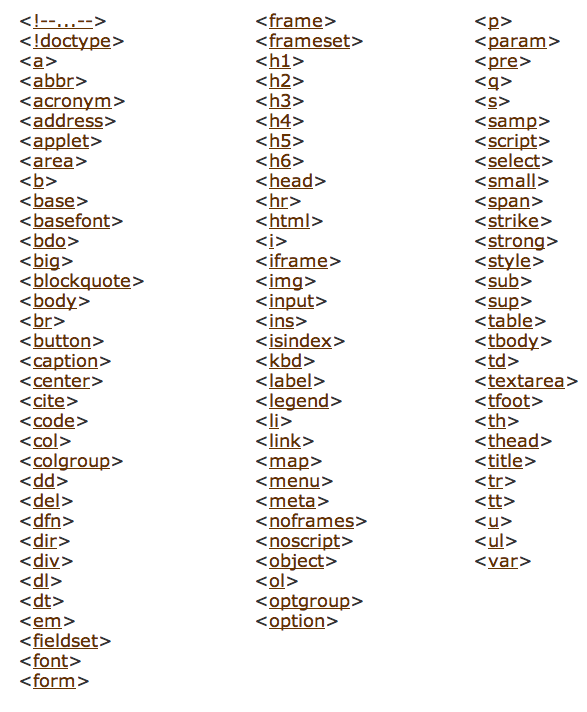 <!--...-->
<!doctype>
<a>
<abbr>
<acronym>
<address>
<applet>
<area>
<b>
<base>
<basefont>
<bdo>
<big>
<blockquote>
<body>
<br>
<button>
<caption>
<center>
<cite>
<code>
<col>
<colgroup>
<dd>
<del>
<dfn>
<dir>
<div>
<dl>
<dt>
<em>
<fieldset>
<font>
<form>
<frame>
<frameset>
<h1>
<h2>
<h3>
<h4>
<h5>
<h6>
<head>
<hr>
<html>
<i>
<iframe>
<img>
<input>
<ins>
<isindex>
<kbd>
<label>
<legend>
<li>
<link>
<map>
<menu>
<meta>
<noframes>
<noscript>
<object>
<ol>
<optgroup>
<option>
<p>
<param>
<pre>
<q>
<s>
<samp>
<script>
<select>
<small>
<span>
<strike>
<strong>
<style>
<sub>
<sup>
<table>
<tbody>
<td>
<textarea>
<tfoot>
<th>
<thead>
<title>
<tr>
<tt>
<u>
<ul>
<var>